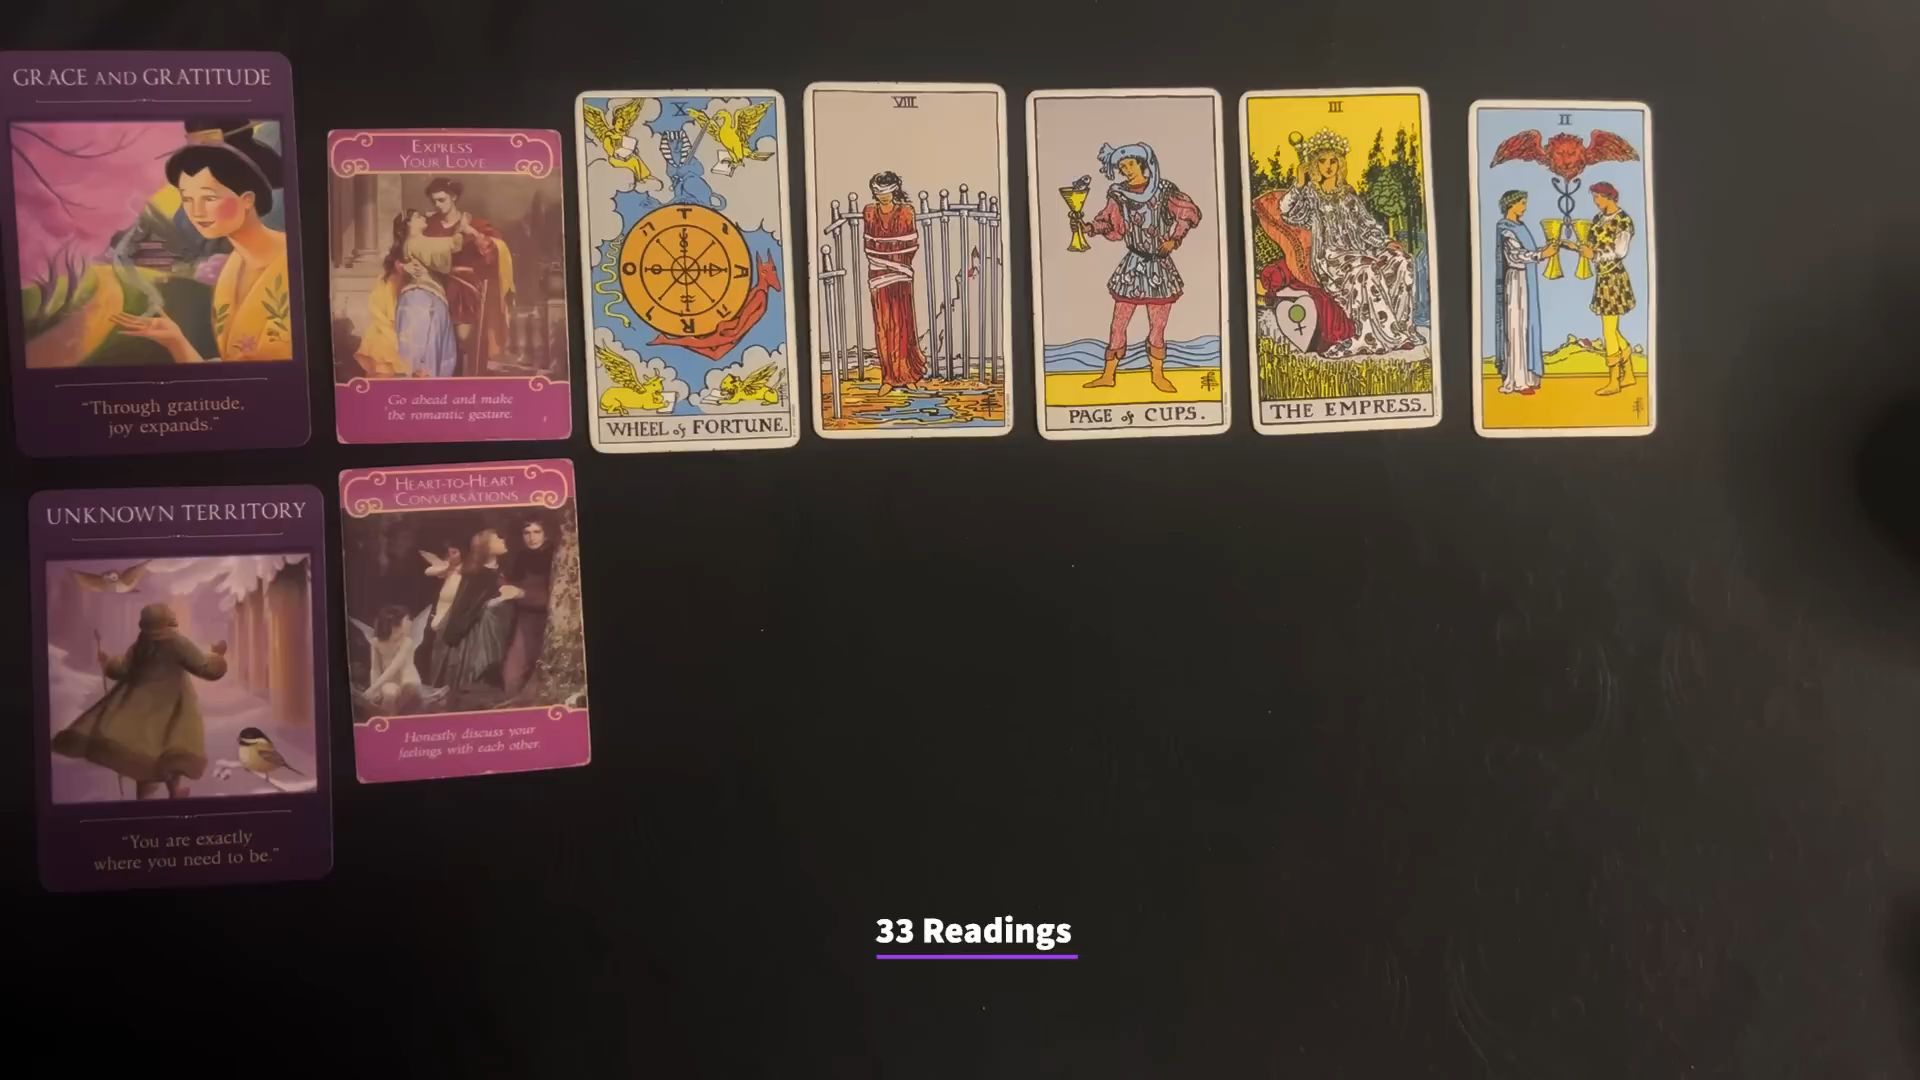 GRACE AND GRATITUDE
"Through gratitude,
joy expands."
EXPRESS
YOUR LOVE
Go ahead and make
the romantic gesture.
X
WHEEL of FORTUNE.
VIII
PAGE of CUPS.
III
THE EMPRESS.
II
UNKNOWN TERRITORY
"You are exactly
where you need to be."
HEART-TO-HEART
CONVERSATIONS
Honestly discuss your
feelings with each other.
33 Readings